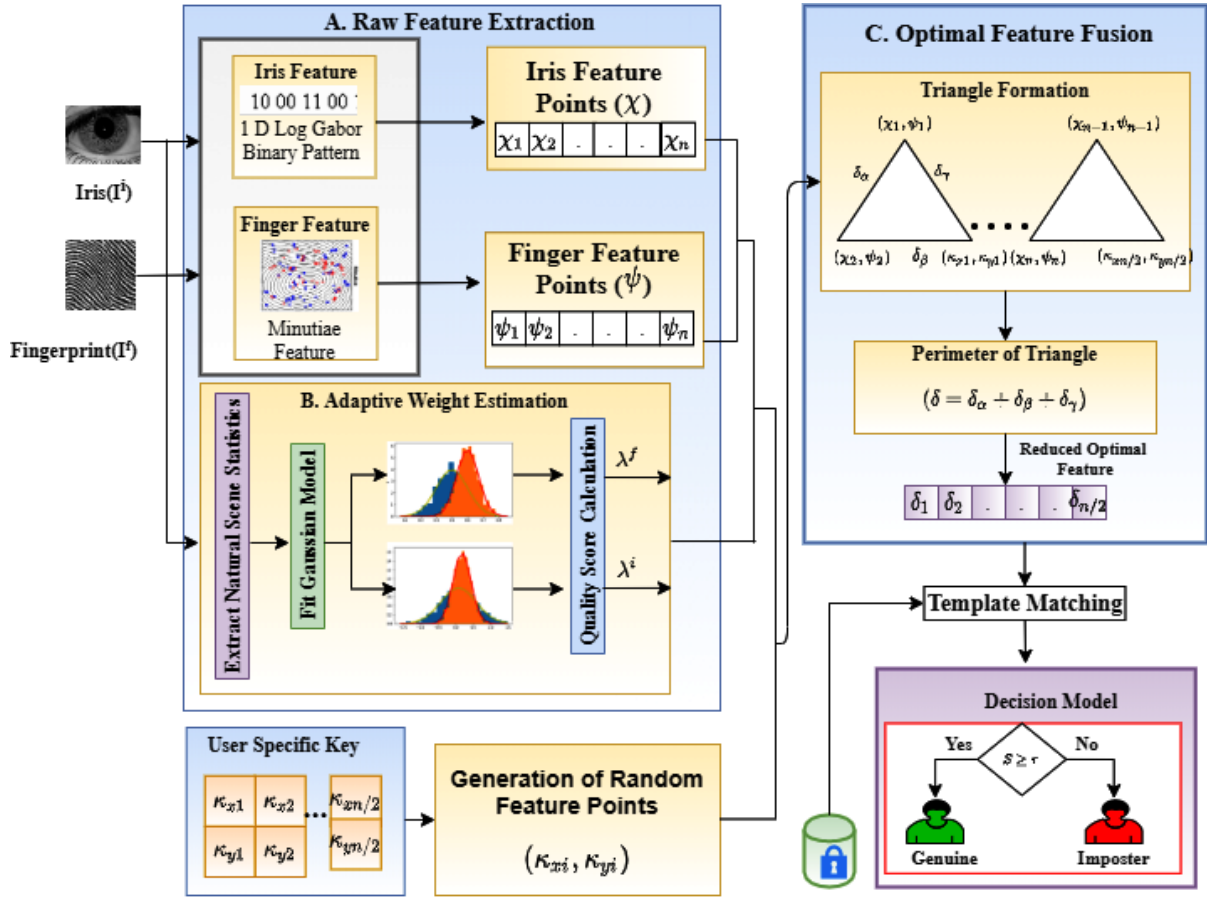 A. Raw Feature Extraction
Iris Feature
10 00 11 00
1 D Log Gabor
Binary Pattern
Iris Feature
Points (χ)
χ1 χ2 . . . χn
Iris(I^i)
Finger Feature
Minutiae
Feature
Finger Feature
Points (ψ)
ψ1 ψ2 . . . ψn
Fingerprint(I^f)
B. Adaptive Weight Estimation
Extract Natural Scene Statistics
Fit Gaussian Model
Quality Score Calculation
λ^f
λ^i
User Specific Key
κx1 κx2 ... κxn/2
κy1 κy2 κyn/2
Generation of Random
Feature Points
(κxi, κyi)
C. Optimal Feature Fusion
Triangle Formation
(χ1, ψ1) (χn−1, ψn−1)
δα δγ
(χ2, ψ2) δβ (κx1, κy1) (χn, ψn) (κxn/2, κyn/2)
Perimeter of Triangle
(δ = δα + δβ + δγ)
Reduced Optimal
Feature
δ1 δ2 . . . δn/2
Template Matching
Decision Model
Yes S ≥ τ No
Genuine Imposter